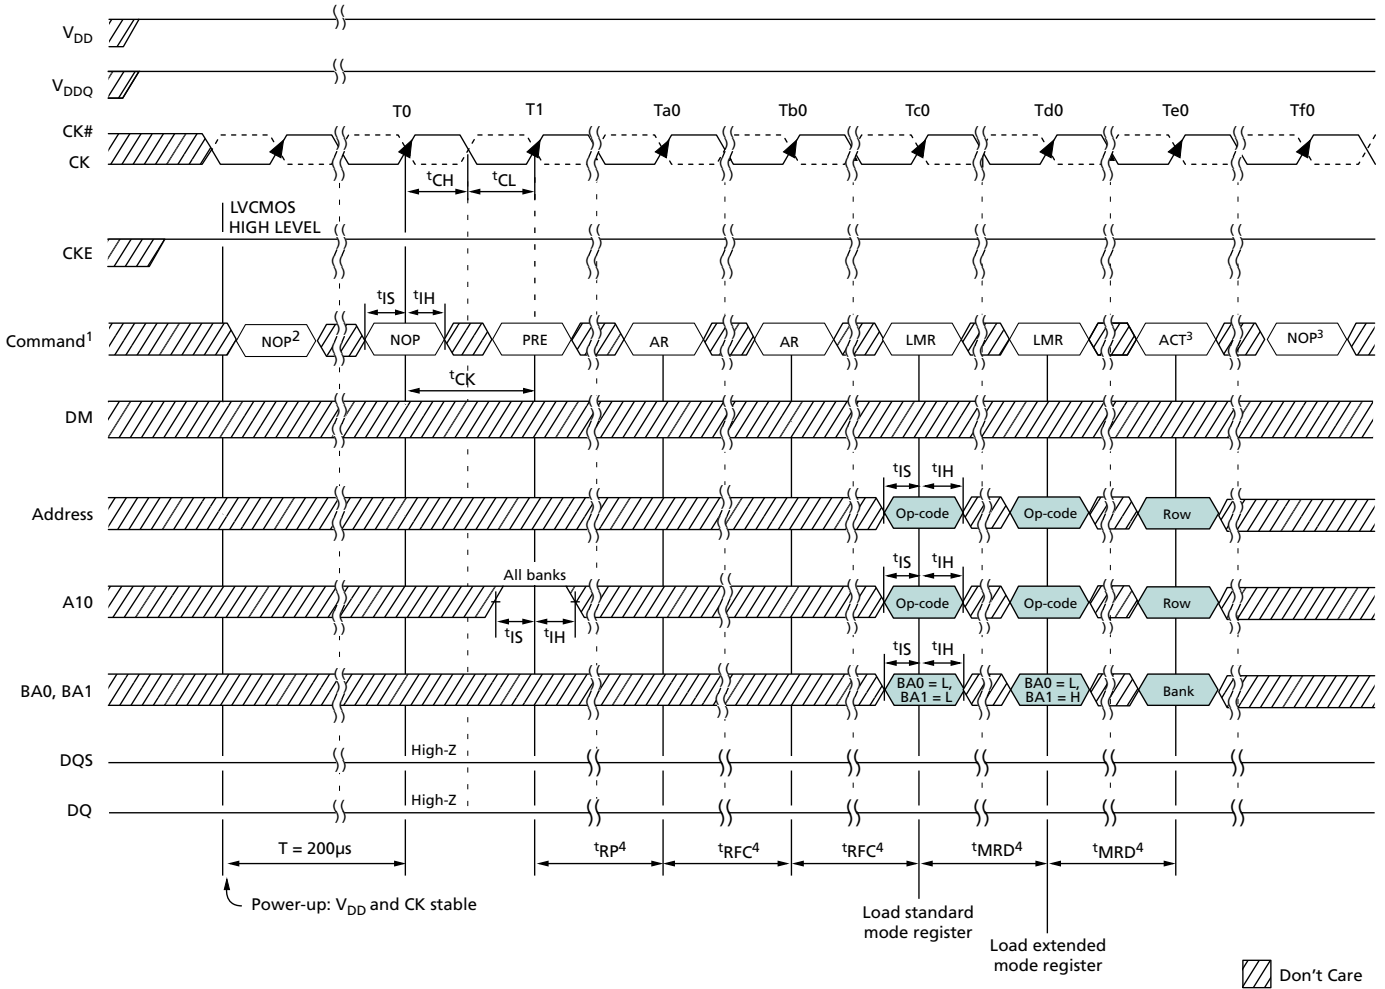 V_DD
V_DDQ
T0 T1 Ta0 Tb0 Tc0 Td0 Te0 Tf0
CK#
CK
tCH tCL
LVCMOS
HIGH LEVEL
CKE
tIS tIH
Command1 NOP2 NOP PRE AR AR LMR LMR ACT3 NOP3
tCK
DM
tIS tIH
Address Op-code Op-code Row
All banks tIS tIH
A10 Op-code Op-code Row
tIS tIH tIS tIH
BA0, BA1 BA0 = L, BA0 = L, Bank
BA1 = L BA1 = H
High-Z
DQS
High-Z
DQ
T = 200µs tRP4 tRFC4 tRFC4 tMRD4 tMRD4
Power-up: V_DD and CK stable
Load standard
mode register
Load extended
mode register
Don't Care